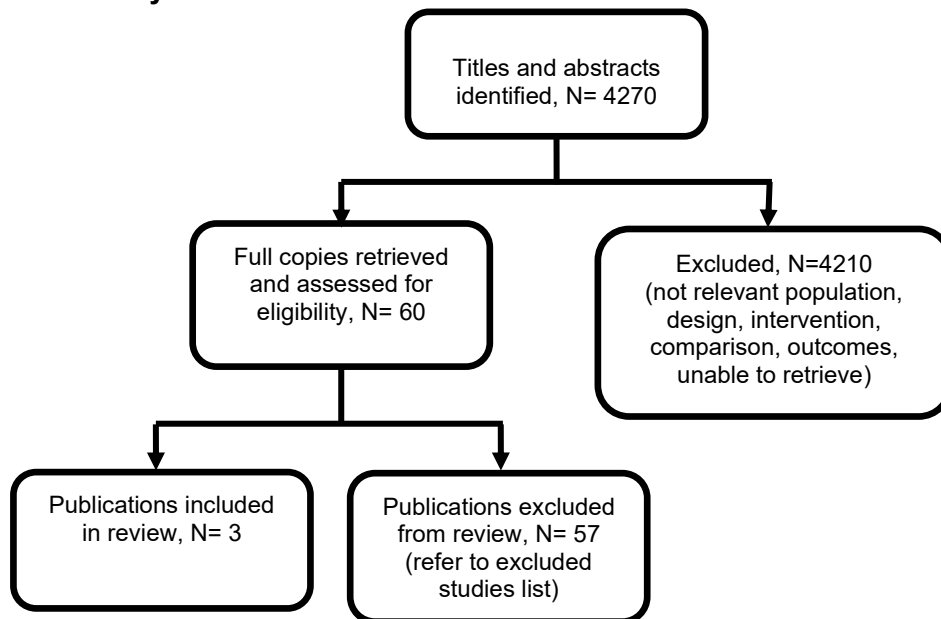 Titles and abstracts
identified, N= 4270
Full copies retrieved
and assessed for
eligibility, N= 60
Excluded, N=4210
(not relevant population,
design, intervention,
comparison, outcomes,
unable to retrieve)
Publications included
in review, N= 3
Publications excluded
from review, N= 57
(refer to excluded
studies list)